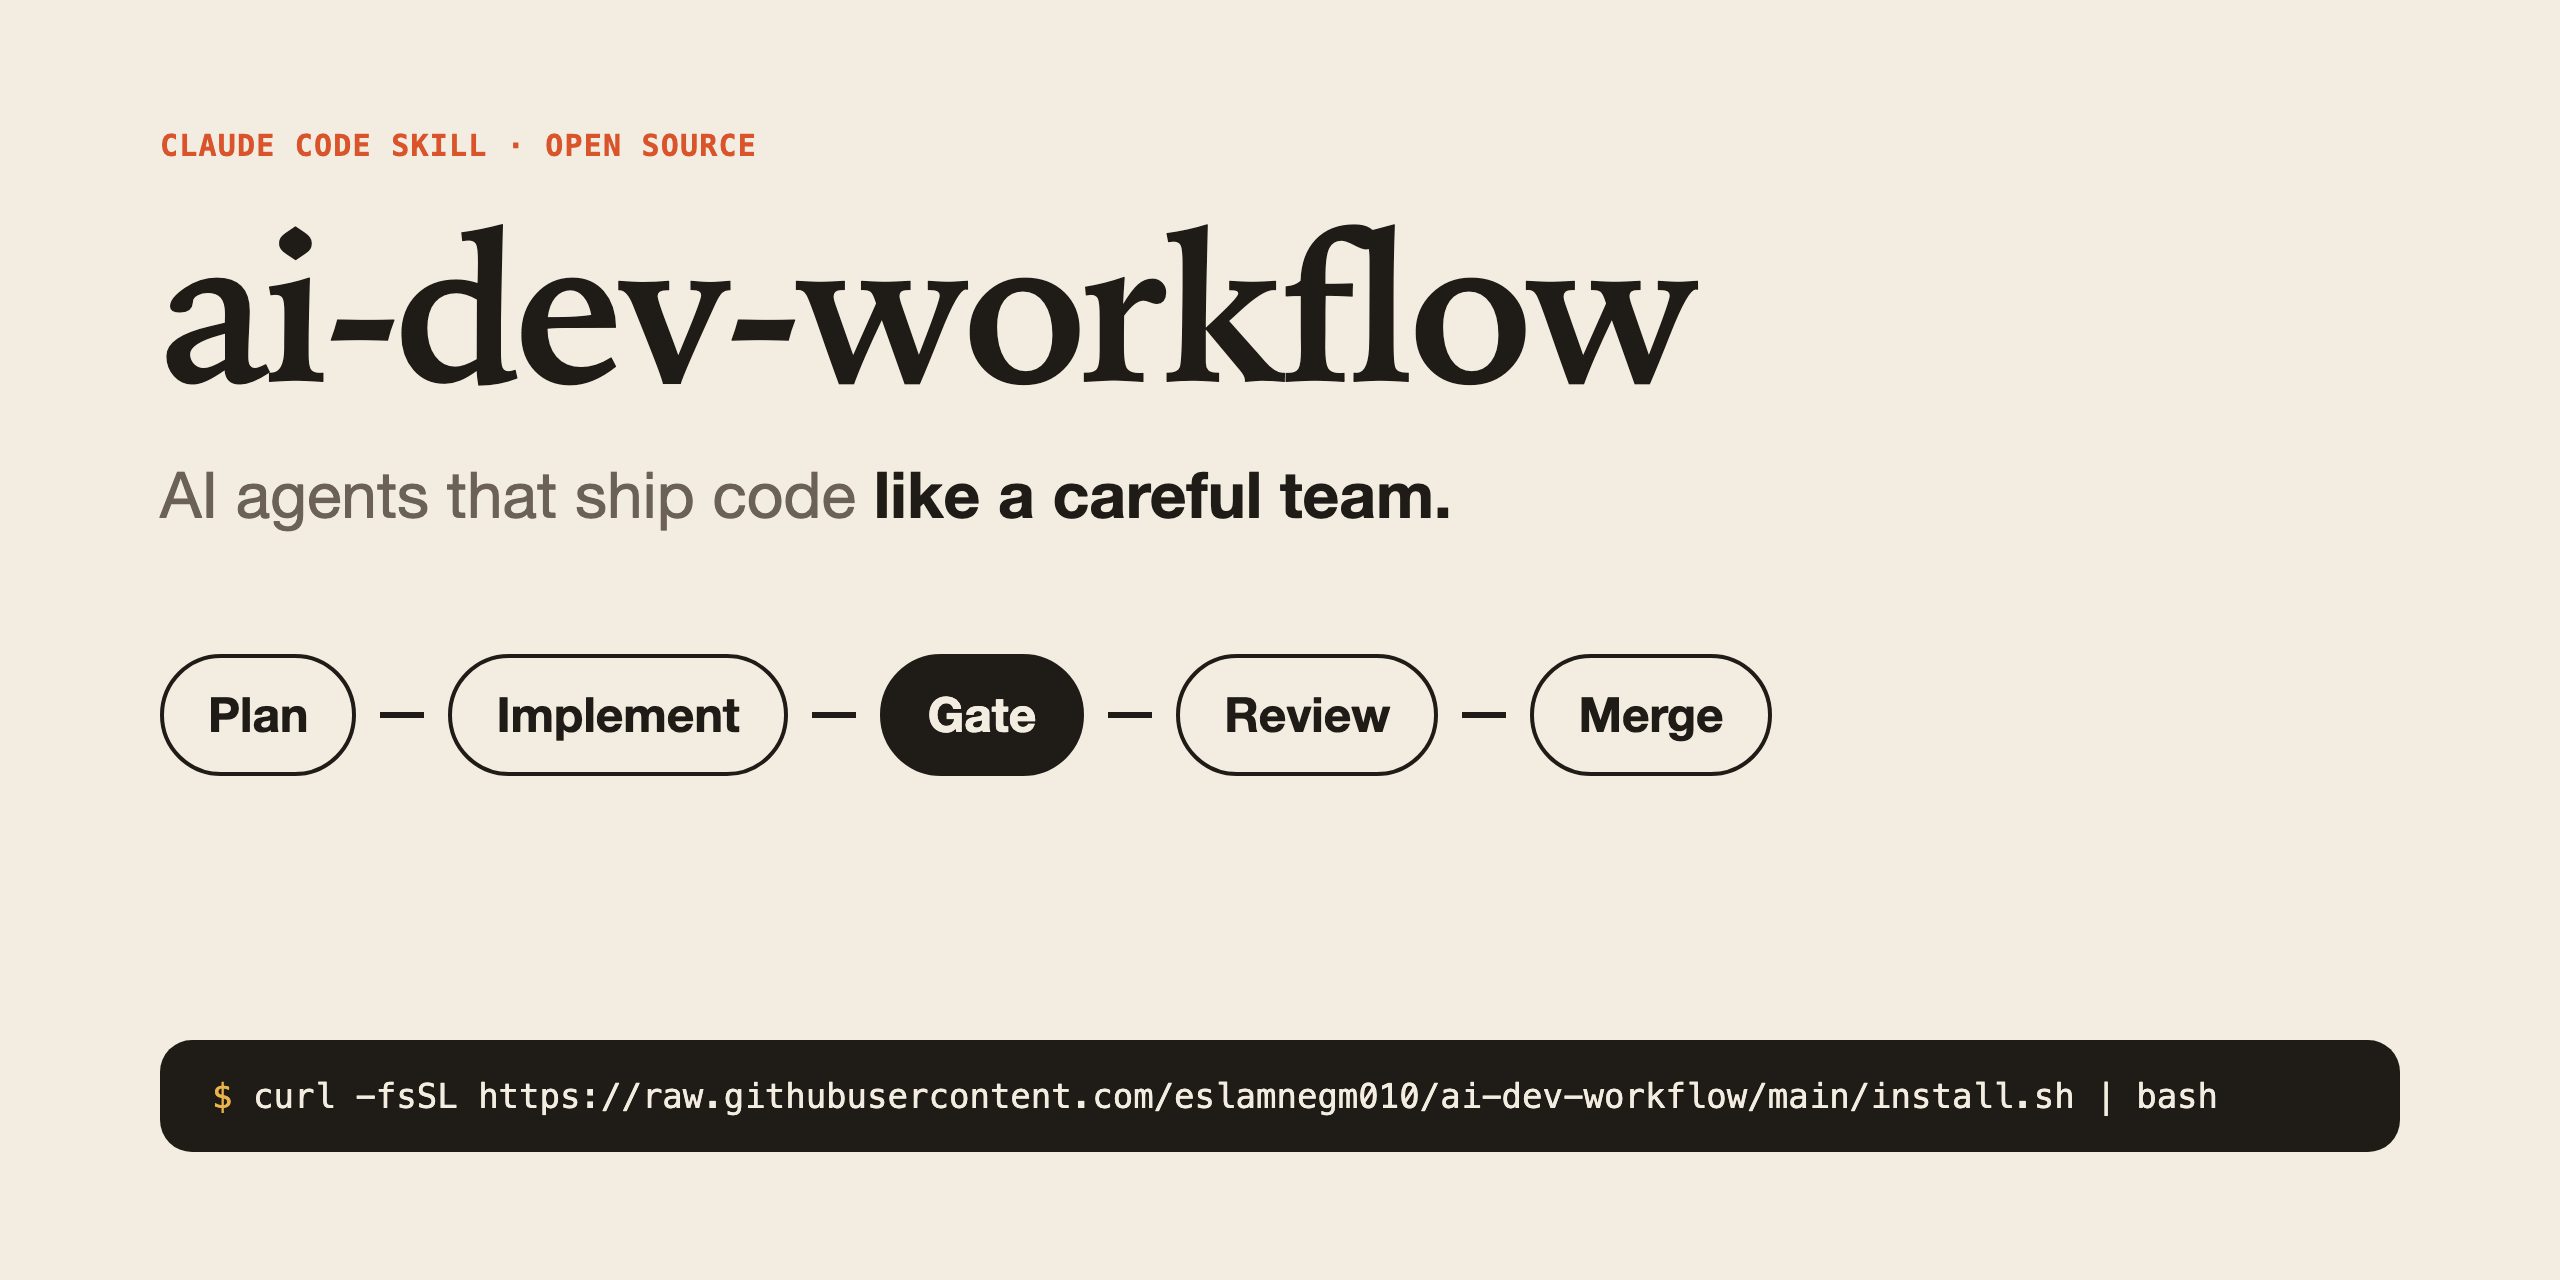 CLAUDE CODE SKILL · OPEN SOURCE
ai-dev-workflow
AI agents that ship code like a careful team.
Plan — Implement — Gate — Review — Merge
$ curl -fsSL https://raw.githubusercontent.com/eslamnegm010/ai-dev-workflow/main/install.sh | bash